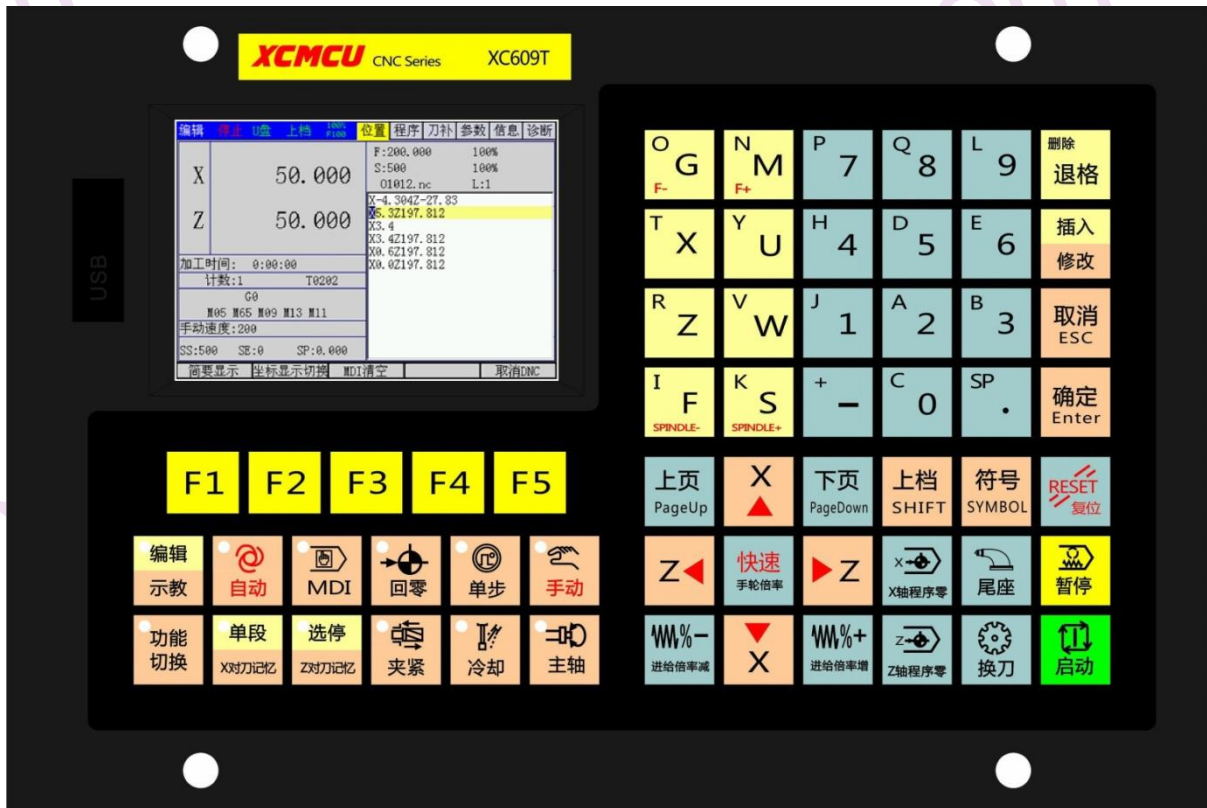 XCMCU CNC Series XC609T
USB
编辑 停止 U盘 上档 100% F100 位置 程序 刀补 参数 信息 诊断
X 50.000
Z 50.000
F:200.000 100%
S:500 100%
O1012.nc L:1
X-4.304Z-27.83
X5.3Z197.812
X3.4
X3.4Z197.812
X0.6Z197.812
X0.0Z197.812
加工时间: 0:00:00
计数:1 T0202
G0
M05 M65 M09 M13 M11
手动速度:200
SS:500 SE:0 SP:0.000
简要显示 坐标显示切换 MDI清空 取消DNC
F1 F2 F3 F4 F5
编辑 示教
自动
MDI
回零
单步
手动
功能切换
单段 X对刀记忆
选停 Z对刀记忆
夹紧
冷却
主轴
O G F-
N M F+
P 7
Q 8
L 9
删除 退格
T X
Y U
H 4
D 5
E 6
插入 修改
R Z
V W
J 1
A 2
B 3
取消 ESC
I F SPINDLE-
K S SPINDLE+
+ -
C 0
SP .
确定 Enter
上页 PageUp
X
下页 PageDown
上档 SHIFT
符号 SYMBOL
RESET 复位
Z
快速 手轮倍率
Z
X X轴程序零
尾座
暂停
%- 进给倍率减
X
%+ 进给倍率增
Z Z轴程序零
换刀
启动